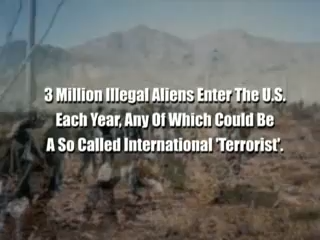 3 Million Illegal Aliens Enter The U.S.
Each Year, Any Of Which Could Be
A So Called International 'Terrorist'.